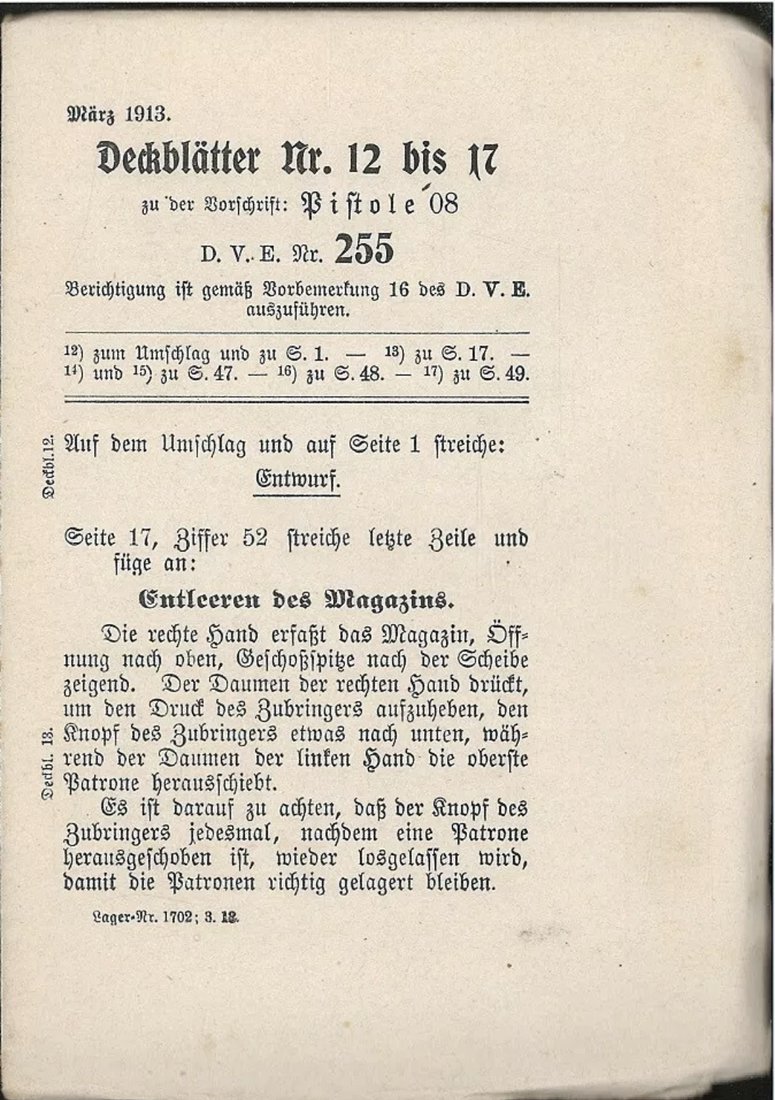 März 1913.
Deckblätter Nr. 12 bis 17
zu der Vorschrift: Pistole 08
D. V. E. Nr. 255
Berichtigung ist gemäß Vorbemerkung 16 des D. V. E.
auszuführen.
12) zum Umschlag und zu S. 1. — 13) zu S. 17. —
14) und 15) zu S. 47. — 16) zu S. 48. — 17) zu S. 49.
Deckbl. 12.
Auf dem Umschlag und auf Seite 1 streiche:
Entwurf.
Deckbl. 13.
Seite 17, Ziffer 52 streiche letzte Zeile und
füge an:
Entleeren des Magazins.
Die rechte Hand erfaßt das Magazin, Öff-
nung nach oben, Geschoßspitze nach der Scheibe
zeigend. Der Daumen der rechten Hand drückt,
um den Druck des Zubringers aufzuheben, den
Knopf des Zubringers etwas nach unten, wäh-
rend der Daumen der linken Hand die oberste
Patrone herausschiebt.
Es ist darauf zu achten, daß der Knopf des
Zubringers jedesmal, nachdem eine Patrone
herausgeschoben ist, wieder losgelassen wird,
damit die Patronen richtig gelagert bleiben.
Lager-Nr. 1702; 3. 13.